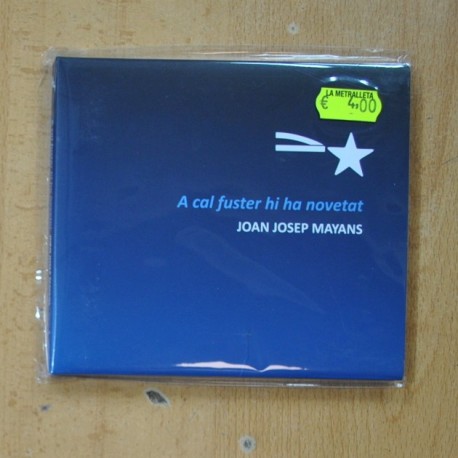 LA METRALLETA
€ 4.00
A cal fuster hi ha novetat
JOAN JOSEP MAYANS